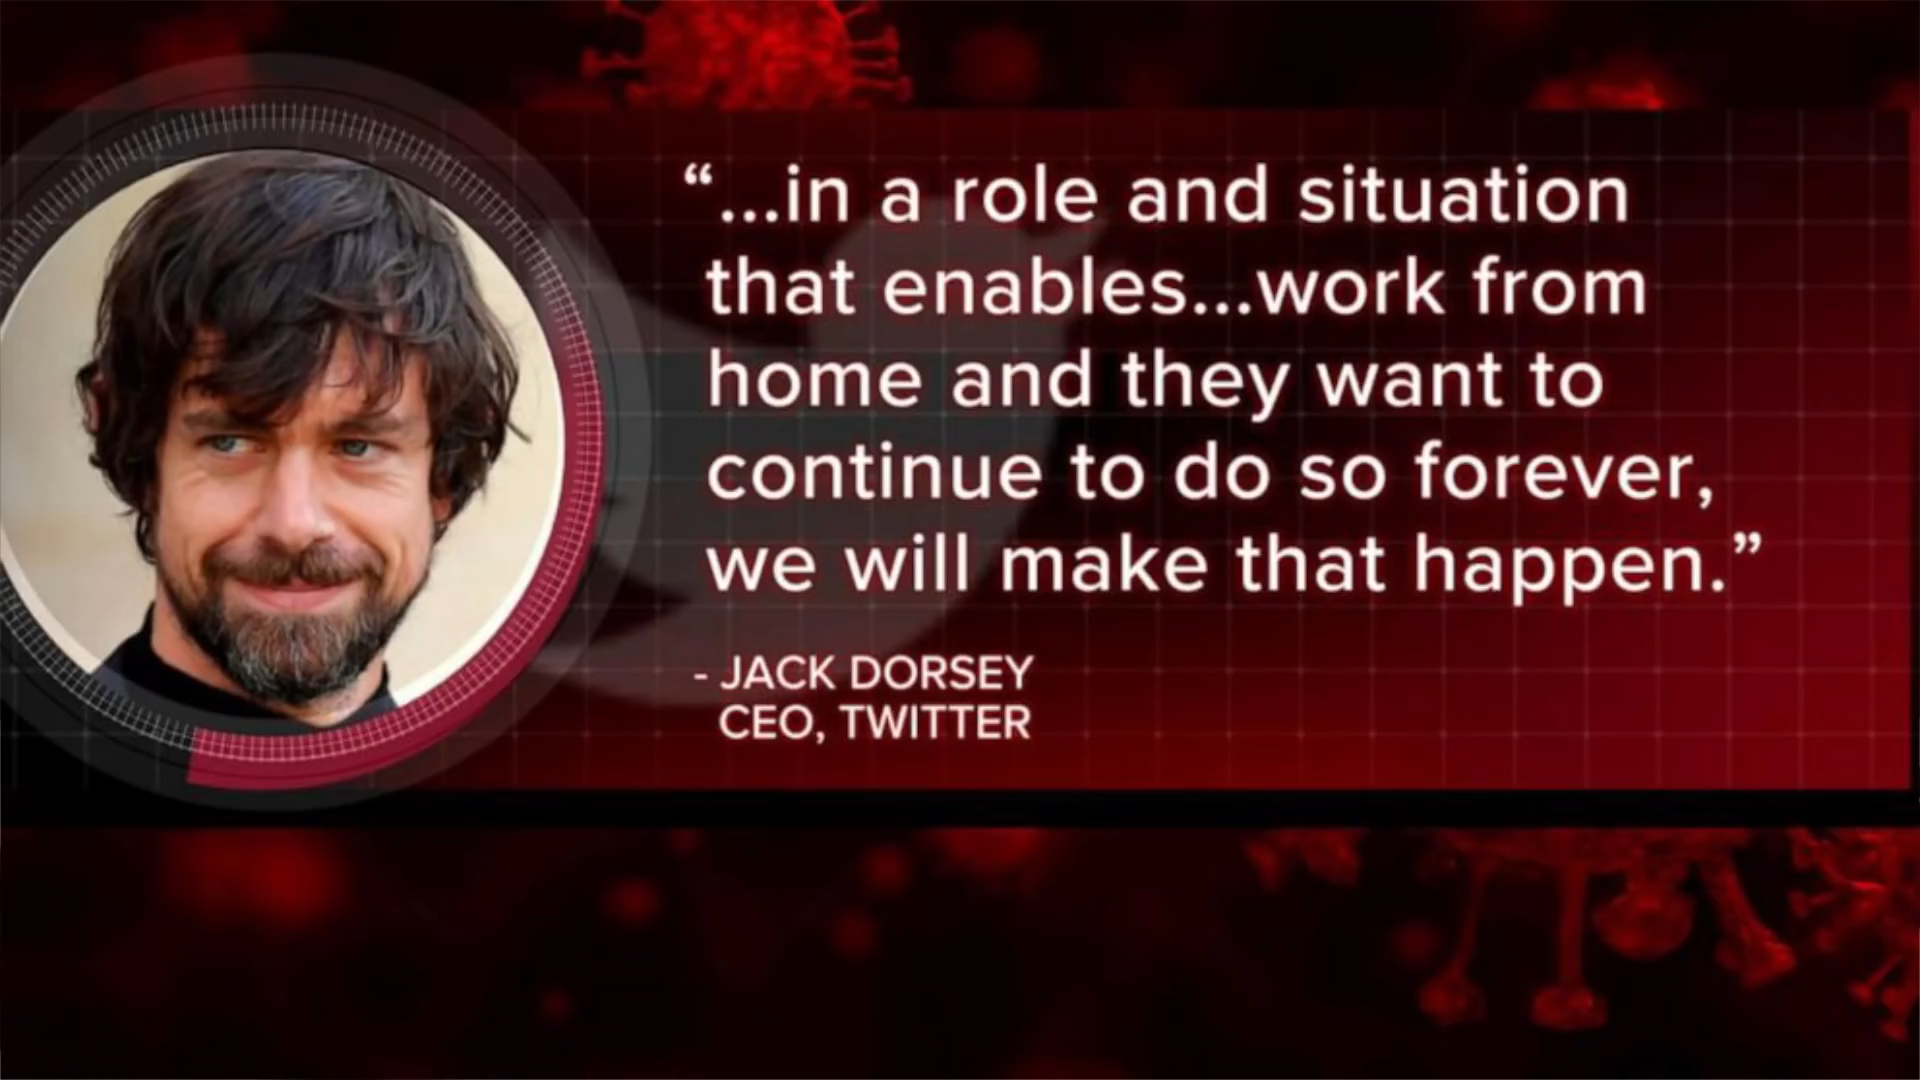 “...in a role and situation
that enables...work from
home and they want to
continue to do so forever,
we will make that happen.”
- JACK DORSEY
CEO, TWITTER